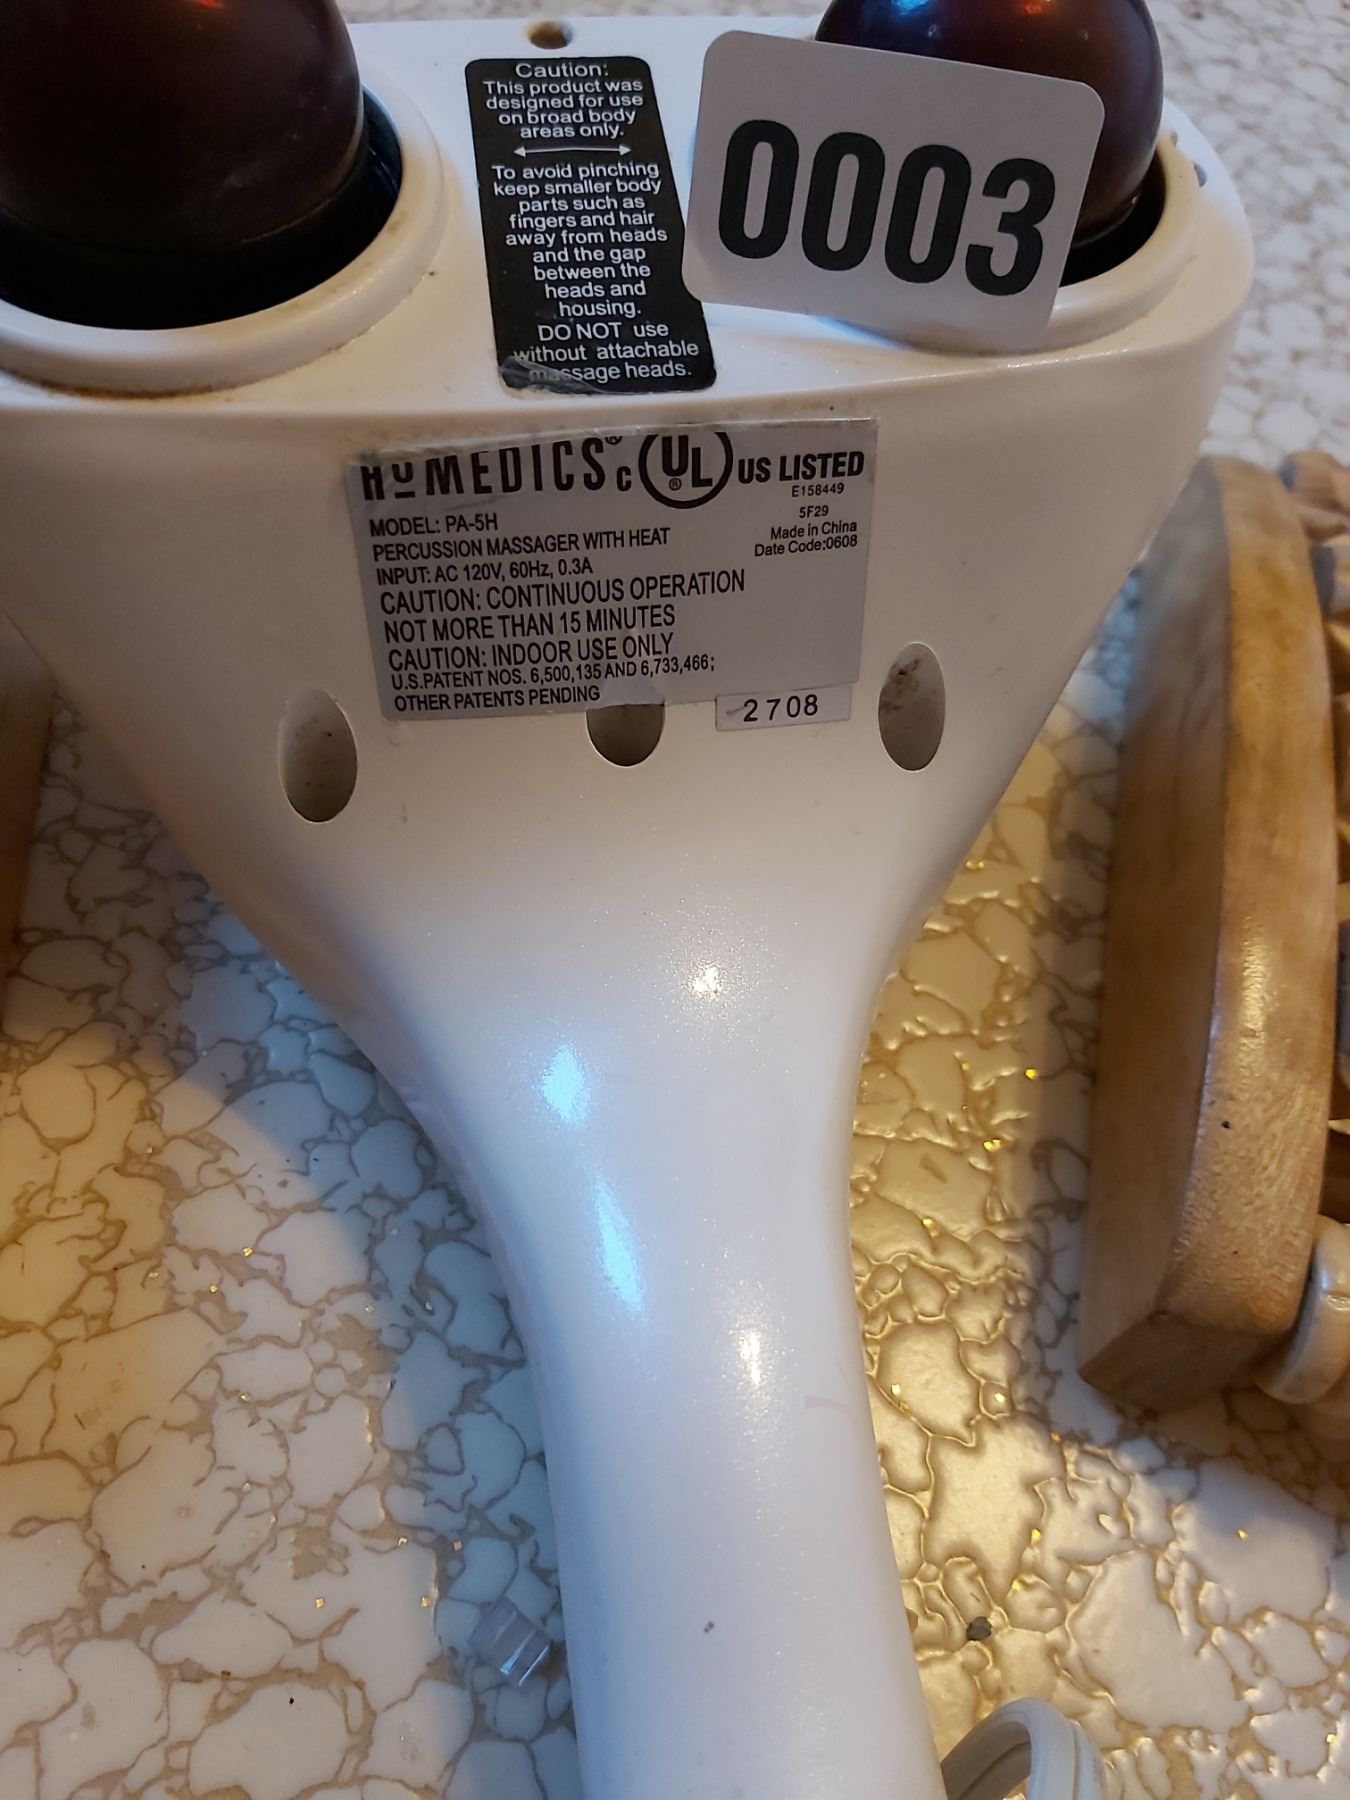 Caution:
This product was
designed for use
on broad body
areas only.
To avoid pinching
keep smaller body
parts such as
fingers and hair
away from heads
and the gap
between the
heads and
housing.
DO NOT use
without attachable
massage heads.
0003
HoMEDICS® c UL® US LISTED
E158449
5F29
Made in China
Date Code:0608
MODEL: PA-5H
PERCUSSION MASSAGER WITH HEAT
INPUT: AC 120V, 60Hz, 0.3A
CAUTION: CONTINUOUS OPERATION
NOT MORE THAN 15 MINUTES
CAUTION: INDOOR USE ONLY
U.S.PATENT NOS. 6,500,135 AND 6,733,466;
OTHER PATENTS PENDING
2708